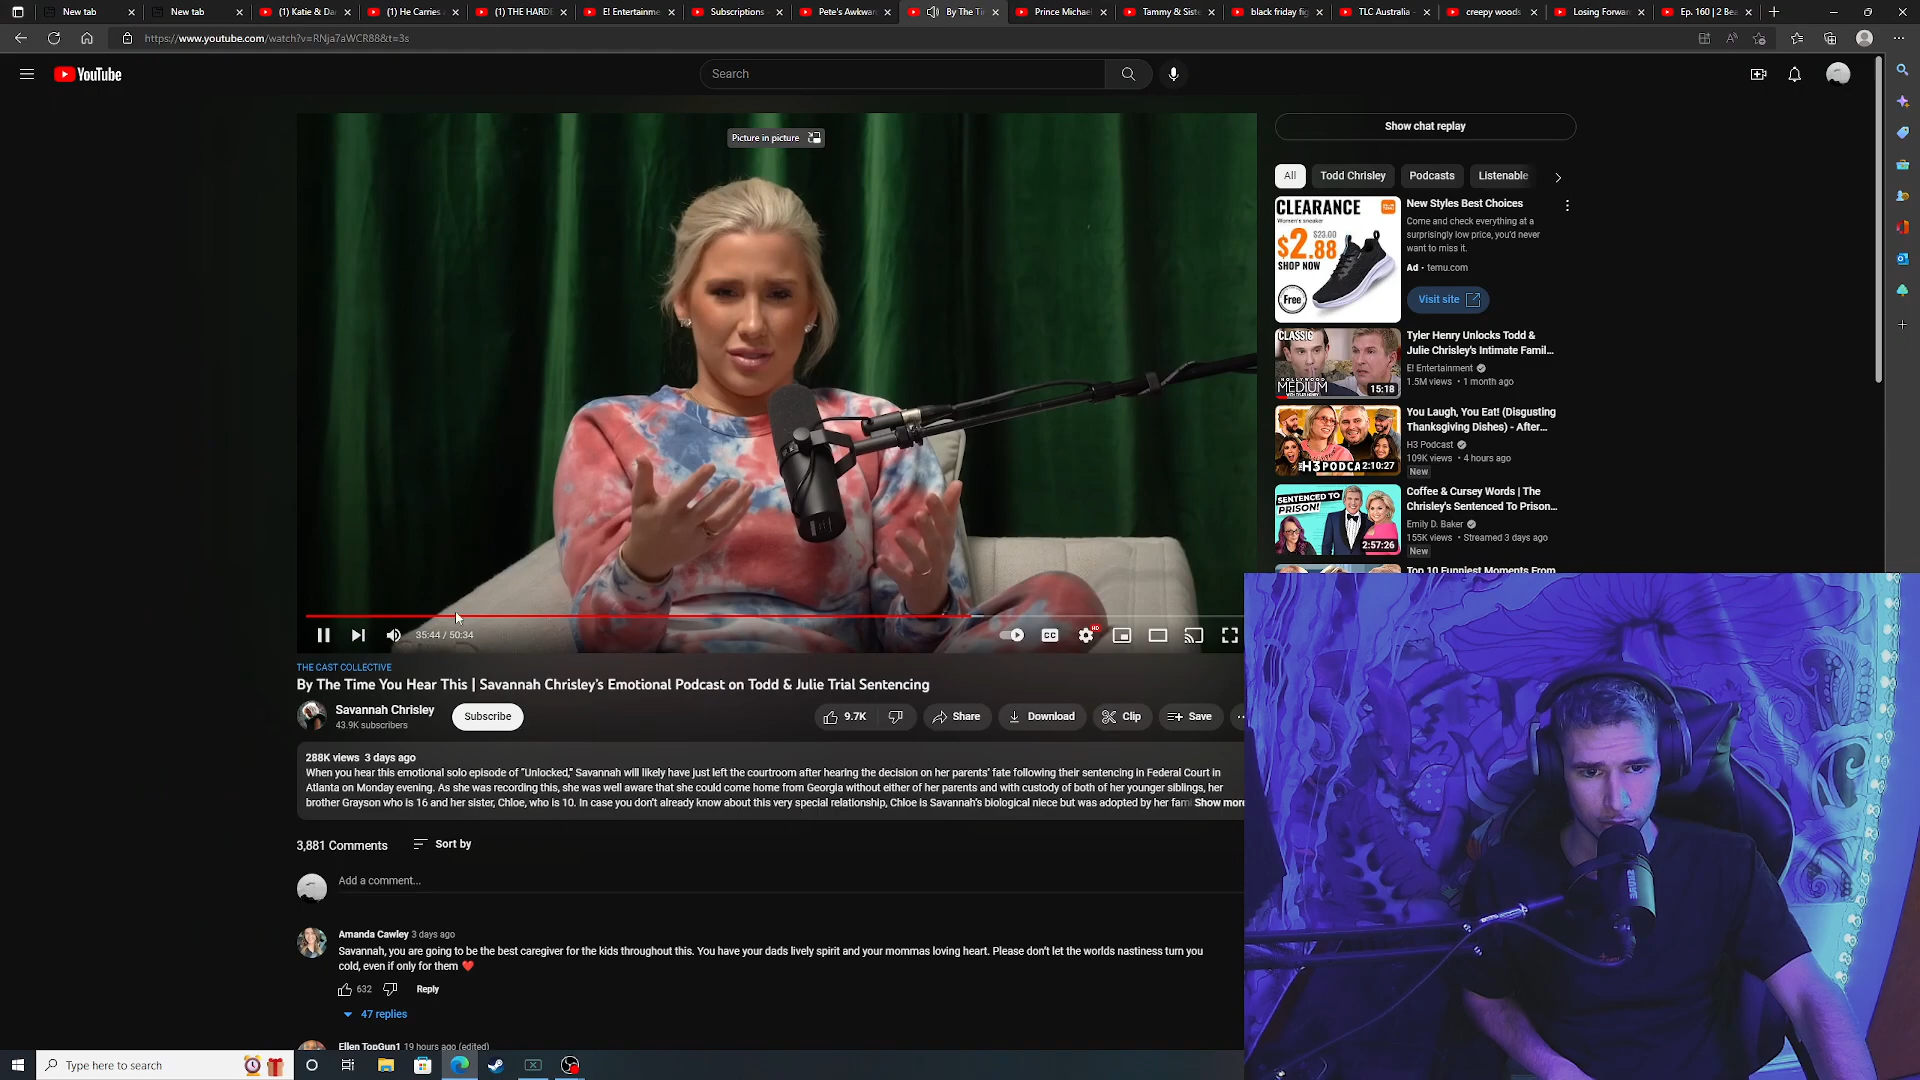 New tab
New tab
(1) Katie & Da
(1) He Carries
(1) THE HARDE
E! Entertainme
Subscriptions -
Pete's Awkwar
By The Ti
Prince Michae
Tammy & Siste
black friday fig
TLC Australia -
creepy woods
Losing Forwar
Ep. 160 | 2 Be
https://www.youtube.com/watch?v=RNja7aWCR88&t=3s
YouTube
Search
Picture in picture
Show chat replay
All Todd Chrisley Podcasts Listenable
CLEARANCE
Women's sneaker
$23.00
$2.88
SHOP NOW
Free
New Styles Best Choices
Come and check everything at a
surprisingly low price, you'd never
want to miss it.
Ad · temu.com
Visit site
CLASSIC
HOLLYWOOD
MEDIUM
15:18
Tyler Henry Unlocks Todd &
Julie Chrisley's Intimate Famil...
E! Entertainment
1.5M views · 1 month ago
H3 PODCA
2:10:27
You Laugh, You Eat! (Disgusting
Thanksgiving Dishes) - After...
H3 Podcast
109K views · 4 hours ago
New
SENTENCED TO
PRISON!
2:57:26
Coffee & Cursey Words | The
Chrisley's Sentenced To Prison...
Emily D. Baker
155K views · Streamed 3 days ago
New
Top 10 Funniest Moments From
35:44 / 50:34
CC
HD
THE CAST COLLECTIVE
By The Time You Hear This | Savannah Chrisley's Emotional Podcast on Todd & Julie Trial Sentencing
Savannah Chrisley
43.9K subscribers
Subscribe
9.7K
Share
Download
Clip
Save
288K views 3 days ago
When you hear this emotional solo episode of "Unlocked," Savannah will likely have just left the courtroom after hearing the decision on her parents' fate following their sentencing in Federal Court in
Atlanta on Monday evening. As she was recording this, she was well aware that she could come home from Georgia without either of her parents and with custody of both of her younger siblings, her
brother Grayson who is 16 and her sister, Chloe, who is 10. In case you don't already know about this very special relationship, Chloe is Savannah's biological niece but was adopted by her fam Show more
3,881 Comments
Sort by
Add a comment...
Amanda Cawley 3 days ago
Savannah, you are going to be the best caregiver for the kids throughout this. You have your dads lively spirit and your mommas loving heart. Please don't let the worlds nastiness turn you
cold, even if only for them ❤️
632
Reply
47 replies
Ellen TopGun1 19 hours ago (edited)
Type here to search
SHURE